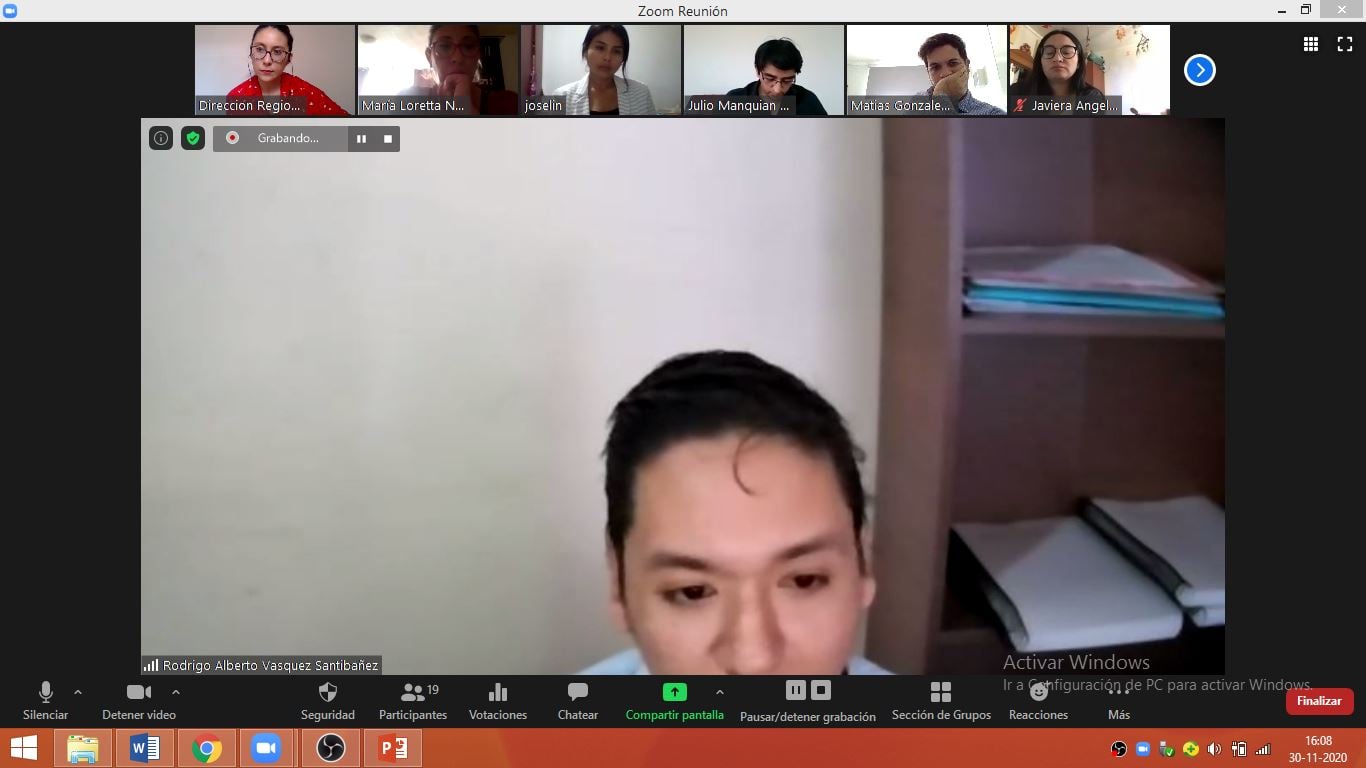 Zoom Reunión
Direccion Regio...
María Loretta N...
joselin
Julio Manquian ...
Matías Gonzale...
Javiera Angel...
Grabando...
Rodrigo Alberto Vasquez Santibañez
Activar Windows
Ir a Configuración de PC para activar Windows.
Silenciar
Detener video
Seguridad
19
Participantes
Votaciones
Chatear
Compartir pantalla
Pausar/detener grabación
Sección de Grupos
Reacciones
Más
Finalizar
16:08
30-11-2020